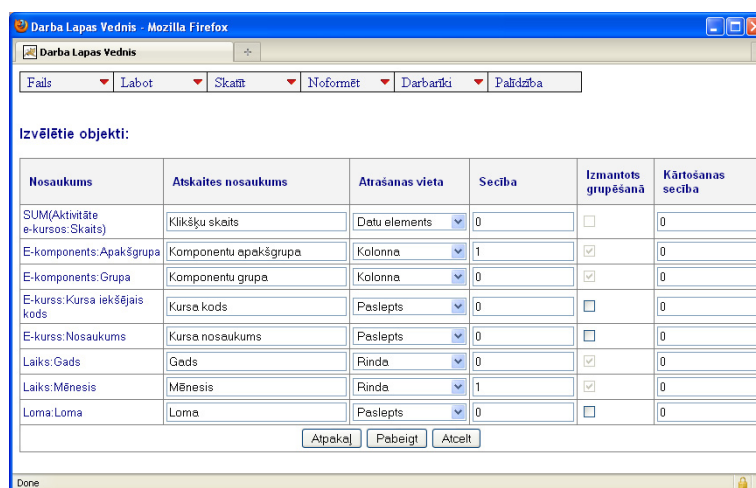 Darba Lapas Vednis - Mozilla Firefox
Darba Lapas Vednis
Fails Labot Skatīt Noformēt Darbarīki Palīdzība
Izvēlētie objekti:
Nosaukums Atskaites nosaukums Atrašanas vieta Secība Izmantots grupēšanā Kārtošanas secība
SUM(Aktivitāte e-kursos:Skaits) Klikšķu skaits Datu elements 0 0
E-komponents:Apakšgrupa Komponentu apakšgrupa Kolonna 1 0
E-komponents:Grupa Komponentu grupa Kolonna 0 0
E-kurss:Kursa iekšējais kods Kursa kods Paslepts 0 0
E-kurss:Nosaukums Kursa nosaukums Paslepts 0 0
Laiks:Gads Gads Rinda 0 0
Laiks:Mēnesis Mēnesis Rinda 1 0
Loma:Loma Loma Paslepts 0 0
Atpakaļ Pabeigt Atcelt
Done